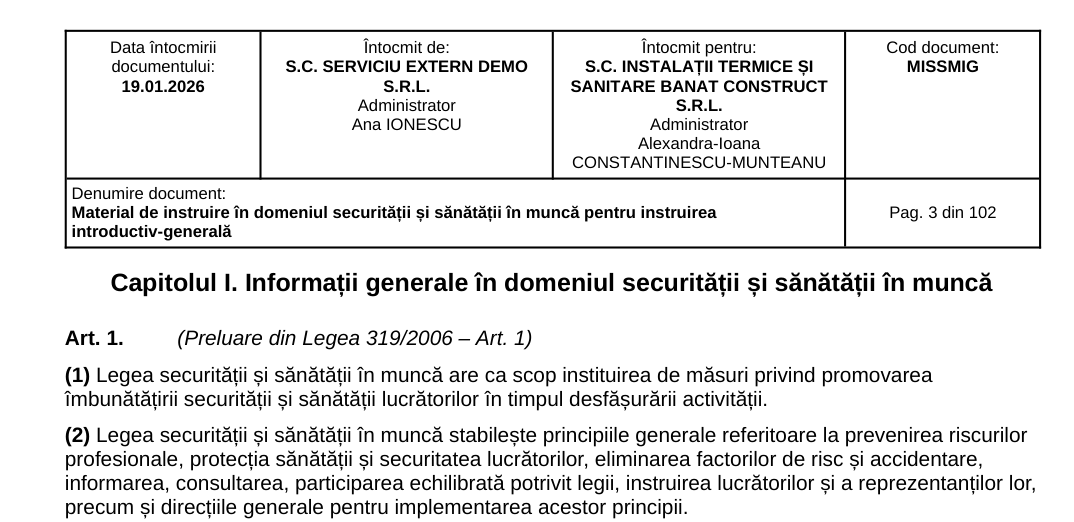 Data întocmirii
documentului:
19.01.2026
Întocmit de:
S.C. SERVICIU EXTERN DEMO
S.R.L.
Administrator
Ana IONESCU
Întocmit pentru:
S.C. INSTALAȚII TERMICE ȘI
SANITARE BANAT CONSTRUCT
S.R.L.
Administrator
Alexandra-Ioana
CONSTANTINESCU-MUNTEANU
Cod document:
MISSMIG
Denumire document:
Material de instruire în domeniul securității și sănătății în muncă pentru instruirea
introductiv-generală
Pag. 3 din 102
Capitolul I. Informații generale în domeniul securității și sănătății în muncă
Art. 1. (Preluare din Legea 319/2006 – Art. 1)
(1) Legea securității și sănătății în muncă are ca scop instituirea de măsuri privind promovarea
îmbunătățirii securității și sănătății lucrătorilor în timpul desfășurării activității.
(2) Legea securității și sănătății în muncă stabilește principiile generale referitoare la prevenirea riscurilor
profesionale, protecția sănătății și securitatea lucrătorilor, eliminarea factorilor de risc și accidentare,
informarea, consultarea, participarea echilibrată potrivit legii, instruirea lucrătorilor și a reprezentanților lor,
precum și direcțiile generale pentru implementarea acestor principii.